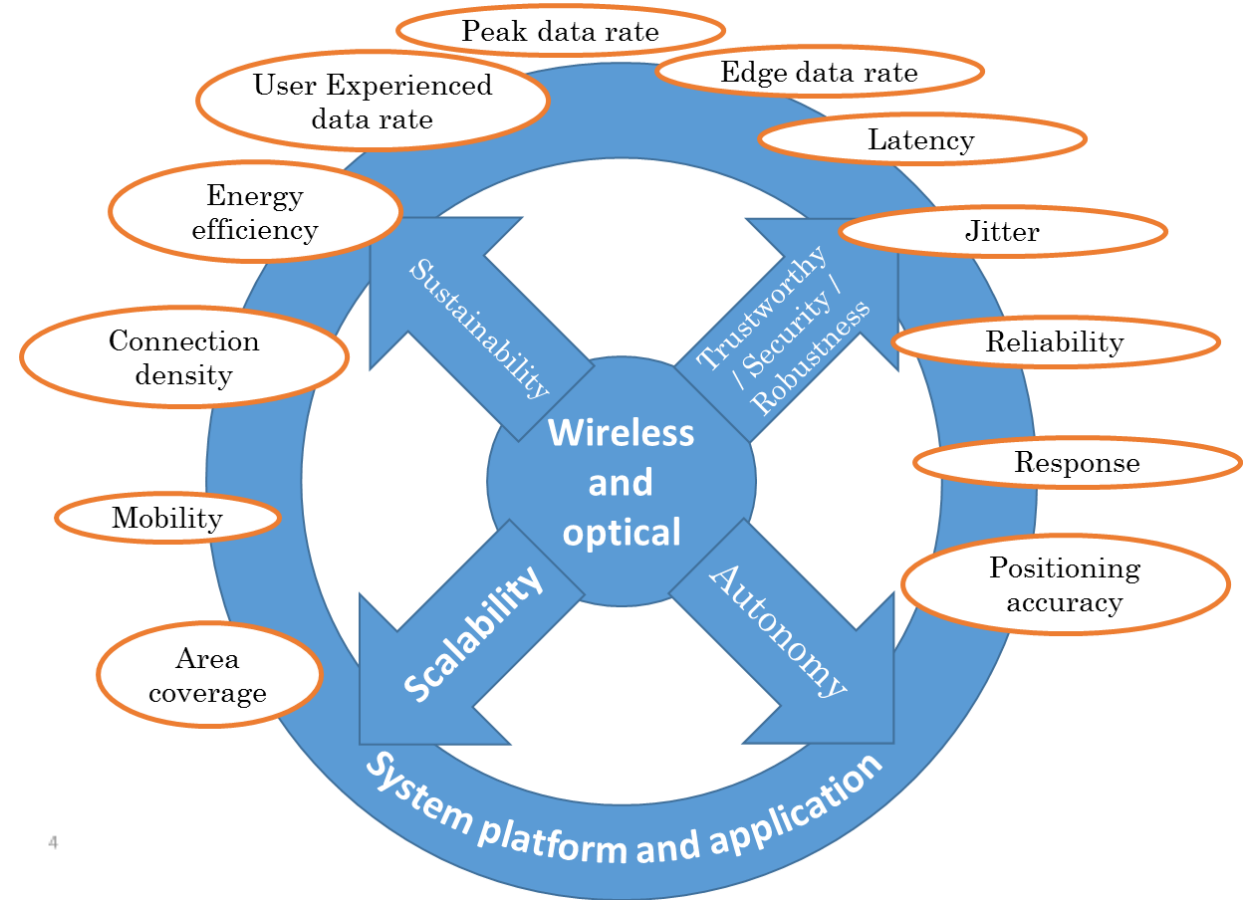 Peak data rate
User Experienced
data rate
Edge data rate
Latency
Energy
efficiency
Jitter
Sustainability
Trustworthy
/ Security /
Robustness
Connection
density
Reliability
Wireless
and
optical
Response
Mobility
Positioning
accuracy
Scalability
Autonomy
Area
coverage
System platform and application
4